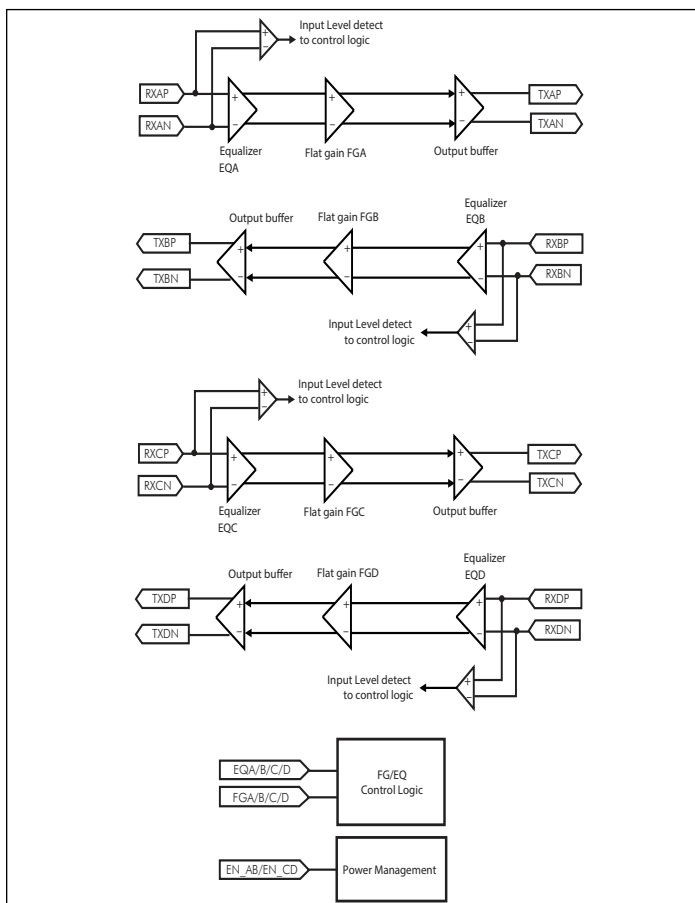 Input Level detect
to control logic
RXAP
+
−
TXAP
RXAN
TXAN
+
−
+
−
+
−
Equalizer
EQA
Flat gain FGA
Output buffer
Equalizer
EQB
Output buffer
Flat gain FGB
TXBP
RXBP
TXBN
RXBN
+
−
+
−
+
−
Input Level detect
to control logic
+
−
Input Level detect
to control logic
+
−
RXCP
TXCP
RXCN
TXCN
+
−
+
−
+
−
Equalizer
EQC
Flat gain FGC
Output buffer
Equalizer
EQD
Output buffer
Flat gain FGD
TXDP
RXDP
TXDN
RXDN
+
−
+
−
+
−
Input Level detect
to control logic
+
−
EQA/B/C/D
FGA/B/C/D
FG/EQ
Control Logic
EN_AB/EN_CD
Power Management